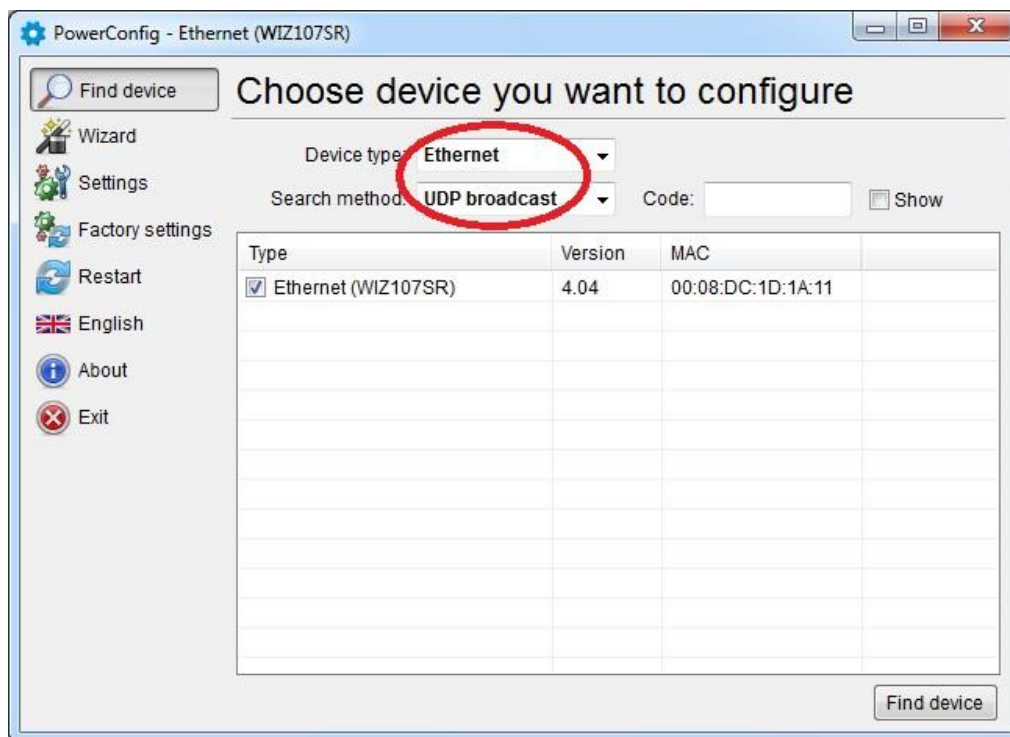 PowerConfig - Ethernet (WIZ107SR)
Find device
Wizard
Settings
Factory settings
Restart
English
About
Exit
Choose device you want to configure
Device type: Ethernet
Search method: UDP broadcast Code: Show
Type Version MAC
Ethernet (WIZ107SR) 4.04 00:08:DC:1D:1A:11
Find device